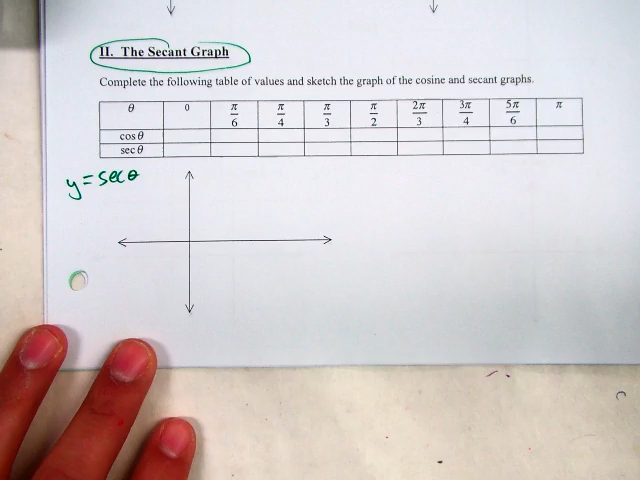 II. The Secant Graph
Complete the following table of values and sketch the graph of the cosine and secant graphs.
θ 0 π/6 π/4 π/3 π/2 2π/3 3π/4 5π/6 π
cos θ
sec θ
y = sec θ